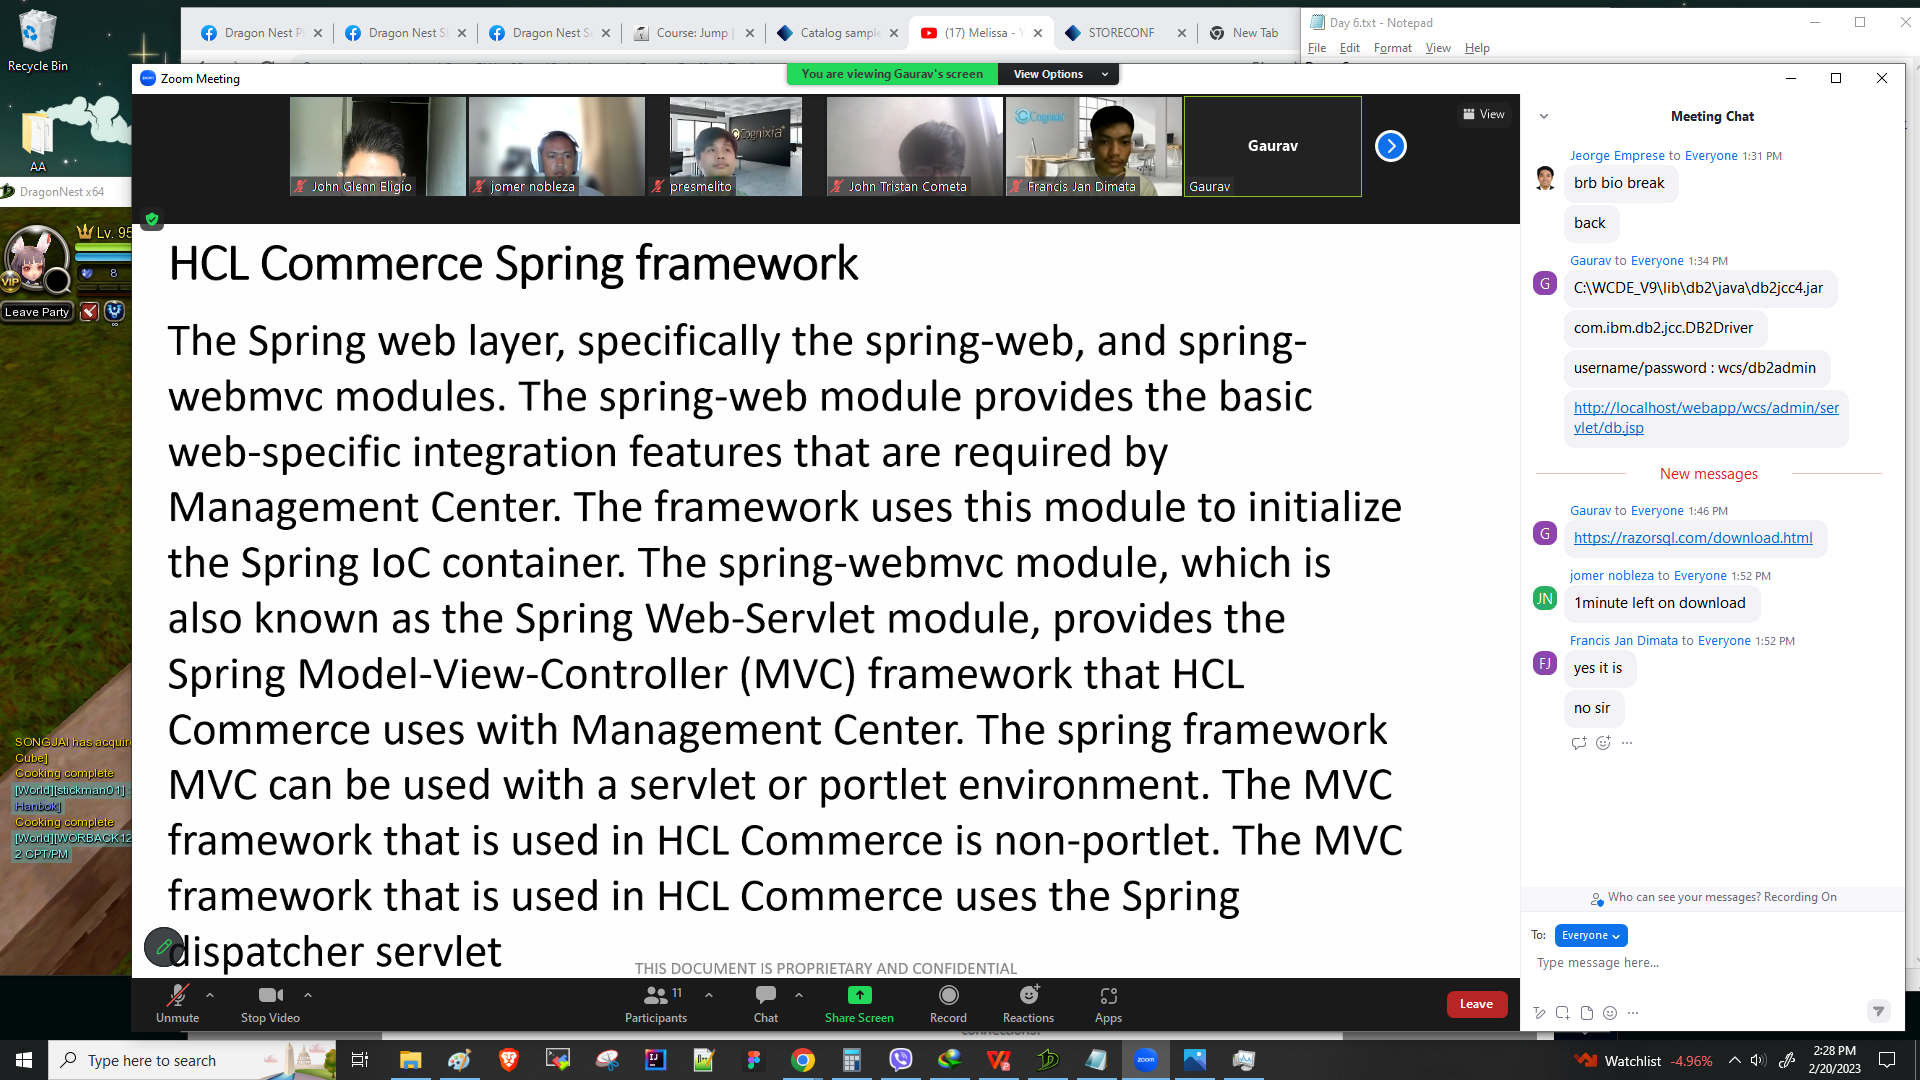 Recycle Bin
AA
DragonNest x64
Lv. 95
VIP
8
Leave Party
SONGJAI has acquire
Cube]
Cooking complete
[World][stickman01] :
Hanbok]
Cooking complete
[World][WORBACK12
2 CPT/PM
Dragon Nest P
Dragon Nest S
Dragon Nest S
Course: Jump |
Catalog sample
(17) Melissa - Y
STORECONF
New Tab
Day 6.txt - Notepad
File Edit Format View Help
Zoom Meeting
You are viewing Gaurav's screen
View Options
View
John Glenn Eligio
jomer nobleza
Cognixia
presmelito
John Tristan Cometa
Cognixia
Francis Jan Dimata
Gaurav
Gaurav
HCL Commerce Spring framework
The Spring web layer, specifically the spring-web, and spring-
webmvc modules. The spring-web module provides the basic
web-specific integration features that are required by
Management Center. The framework uses this module to initialize
the Spring IoC container. The spring-webmvc module, which is
also known as the Spring Web-Servlet module, provides the
Spring Model-View-Controller (MVC) framework that HCL
Commerce uses with Management Center. The spring framework
MVC can be used with a servlet or portlet environment. The MVC
framework that is used in HCL Commerce is non-portlet. The MVC
framework that is used in HCL Commerce uses the Spring
dispatcher servlet
THIS DOCUMENT IS PROPRIETARY AND CONFIDENTIAL
Unmute
Stop Video
11
Participants
Chat
Share Screen
Record
Reactions
Apps
Leave
Meeting Chat
Jeorge Emprese to Everyone 1:31 PM
brb bio break
back
Gaurav to Everyone 1:34 PM
G
C:\WCDE_V9\lib\db2\java\db2jcc4.jar
com.ibm.db2.jcc.DB2Driver
username/password : wcs/db2admin
http://localhost/webapp/wcs/admin/ser
vlet/db.jsp
New messages
Gaurav to Everyone 1:46 PM
G
https://razorsql.com/download.html
jomer nobleza to Everyone 1:52 PM
JN
1minute left on download
Francis Jan Dimata to Everyone 1:52 PM
FJ
yes it is
no sir
Who can see your messages? Recording On
To: Everyone
Type message here...
Type here to search
zoom
Watchlist -4.96%
2:28 PM
2/20/2023